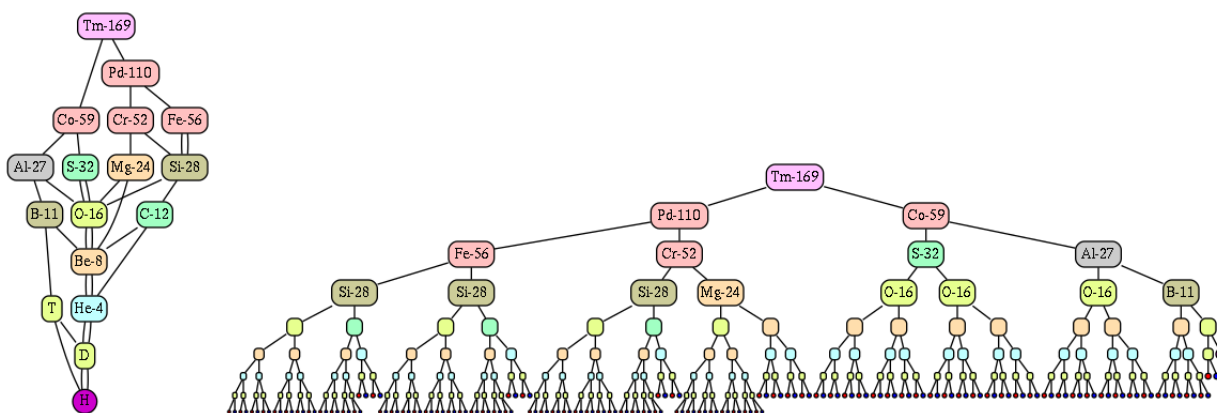 Tm-169
Pd-110
Co-59 Cr-52 Fe-56
Al-27 S-32 Mg-24 Si-28
B-11 O-16 C-12
Be-8
T He-4
D
H
Tm-169
Pd-110 Co-59
Fe-56 Cr-52 S-32 Al-27
Si-28 Si-28 Si-28 Mg-24 O-16 O-16 O-16 B-11